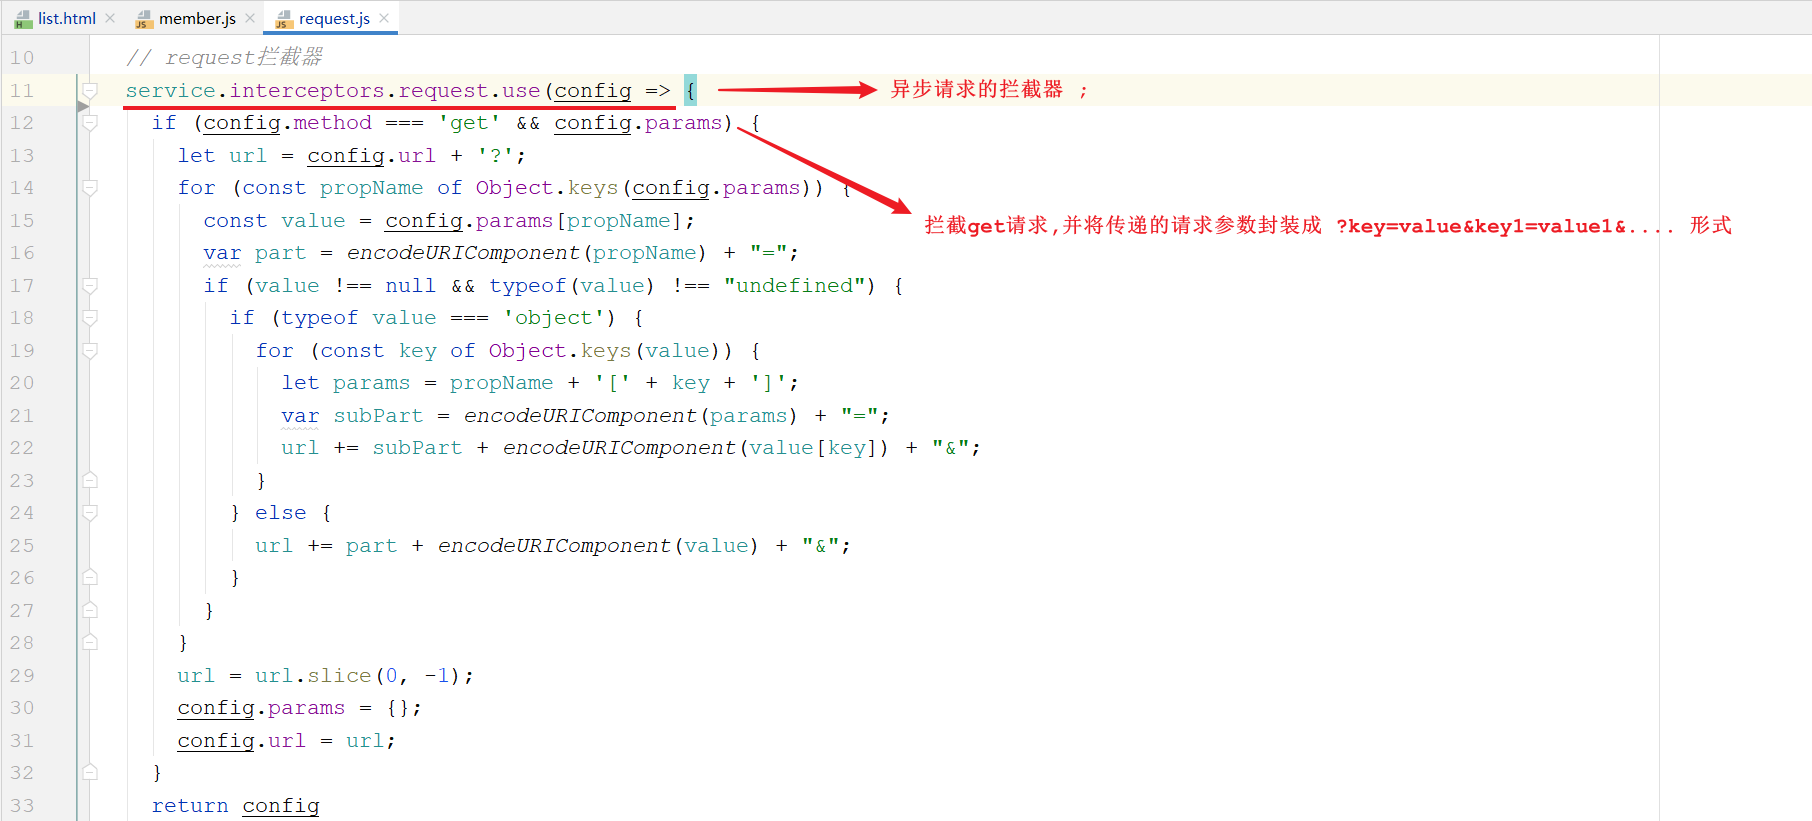 list.html member.js request.js
10 // request拦截器
11 service.interceptors.request.use(config => { 异步请求的拦截器 ;
12 if (config.method === 'get' && config.params) {
13 let url = config.url + '?';
14 for (const propName of Object.keys(config.params)) {
15 const value = config.params[propName];
拦截get请求,并将传递的请求参数封装成 ?key=value&key1=value1&.... 形式
16 var part = encodeURIComponent(propName) + "=";
17 if (value !== null && typeof(value) !== "undefined") {
18 if (typeof value === 'object') {
19 for (const key of Object.keys(value)) {
20 let params = propName + '[' + key + ']';
21 var subPart = encodeURIComponent(params) + "=";
22 url += subPart + encodeURIComponent(value[key]) + "&";
23 }
24 } else {
25 url += part + encodeURIComponent(value) + "&";
26 }
27 }
28 }
29 url = url.slice(0, -1);
30 config.params = {};
31 config.url = url;
32 }
33 return config